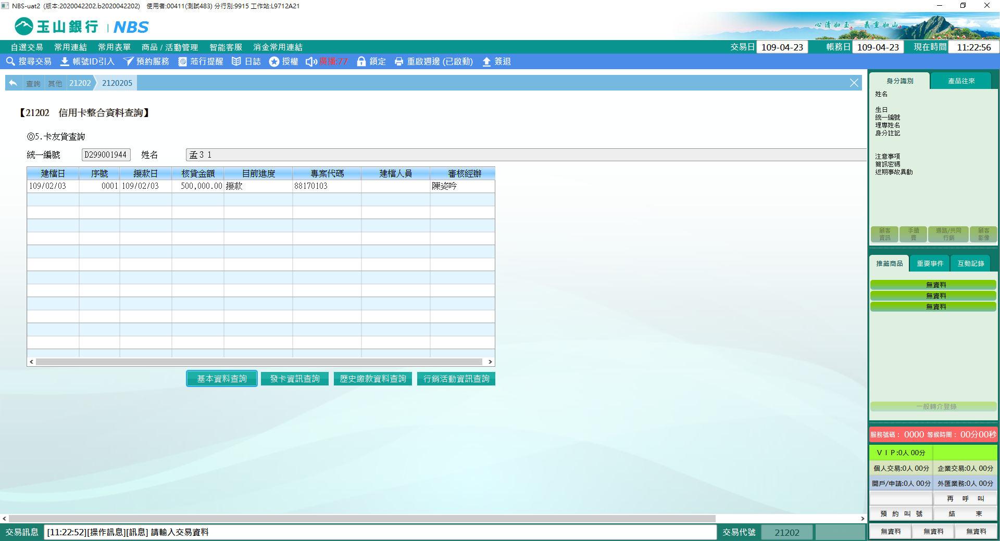 NBS-uat2 (版本:2020042202.b2020042202) 使用者:00411(測試483) 分行別:9915 工作站:L9712A21
玉山銀行 | NBS
心清如玉 義重如山
自選交易 常用連結 常用表單 商品 / 活動管理 智能客服 消金常用連結
交易日 109-04-23 帳務日 109-04-23 現在時間 11:22:56
搜尋交易 帳號ID引入 預約服務 蒞行提醒 日誌 授權 廣播:77 鎖定 重啟週邊 (已啟動) 簽退
查詢 其他 21202 2120205
【21202 信用卡整合資料查詢】
◎5.卡友貸查詢
統一編號 D299001944 姓名 孟３１
建檔日 序號 撥款日 核貸金額 目前進度 專案代碼 建檔人員 審核經辦
109/02/03 0001 109/02/03 500,000.00 撥款 88170103 陳姿吟
基本資料查詢 發卡資訊查詢 歷史繳款資料查詢 行銷活動資訊查詢
身分識別 產品往來
姓名
生日
統一編號
理專姓名
身分註記
注意事項
簡訊密碼
近期事故異動
顧客資訊 手續費 通路/共同行銷 顧客影像
推薦商品 重要事件 互動記錄
無資料
無資料
無資料
一般轉介登錄
服務號碼： 0000 等候時間： 00分00秒
ＶＩＰ:0人 00分
個人交易:0人 00分 企業交易:0人 00分
開戶/申請:0人 00分 外匯業務:0人 00分
再 呼 叫
預 約 叫 號 結 束
無資料 無資料 無資料
交易訊息 [11:22:52][操作訊息][訊息] 請輸入交易資料 交易代號 21202